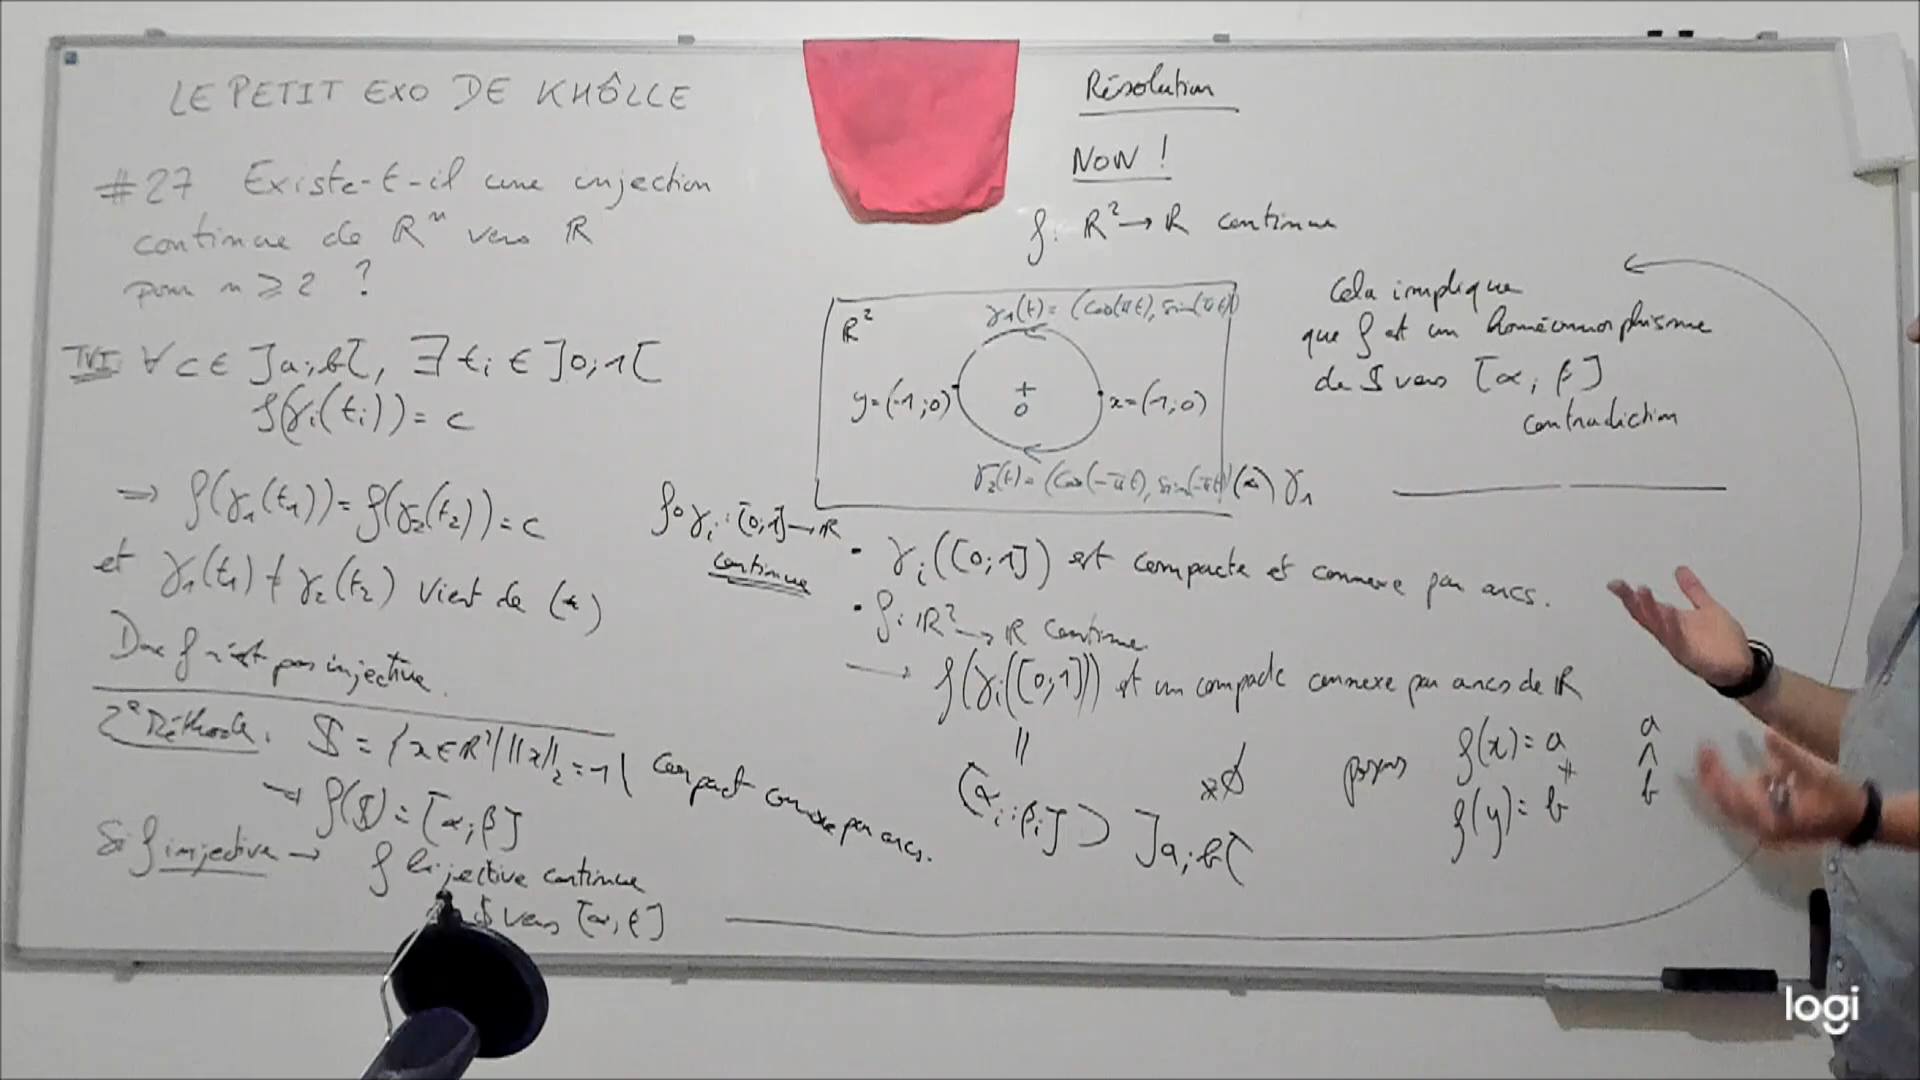 LE PETIT EXO DE KHÔLLE
#27 Existe-t-il une injection
continue de ℝⁿ vers ℝ
pour n ⩾ 2 ?
TVI ∀ c ∈ ]a;b[, ∃ tᵢ ∈ ]0;1[
f(γᵢ(tᵢ)) = c
⇒ f(γ₁(t₁)) = f(γ₂(t₂)) = c
et γ₁(t₁) ≠ γ₂(t₂) vient de (*)
Donc f n'est pas injective.
2e Méthode : 𝕊 = {x ∈ ℝ² | ||x||₂ = 1} compact connexe par arcs.
→ f(𝕊) = [α;β]
Si f injective → f bijective continue
𝕊 vers [α,β]
Résolution
NOW !
f : ℝ² → ℝ continue
ℝ²
γ₁(t) = (cos(πt), sin(πt))
y=(-1;0)
+
0
x=(1;0)
γ₂(t) = (cos(-πt), sin(-πt)) (*) γ₁
f∘γᵢ : [0;1] → ℝ
continue
• γᵢ([0;1]) est compacte et connexe par arcs.
• f : ℝ² → ℝ continue
→ f(γᵢ([0;1])) est un compact connexe par arcs de ℝ
||
[αᵢ;βᵢ] ⊃ ]a;b[
≠∅
posons f(x) = a
≠
f(y) = b
a
^
b
Cela implique
que f est un homéomorphisme
de 𝕊 vers [α;β]
contradiction
logi